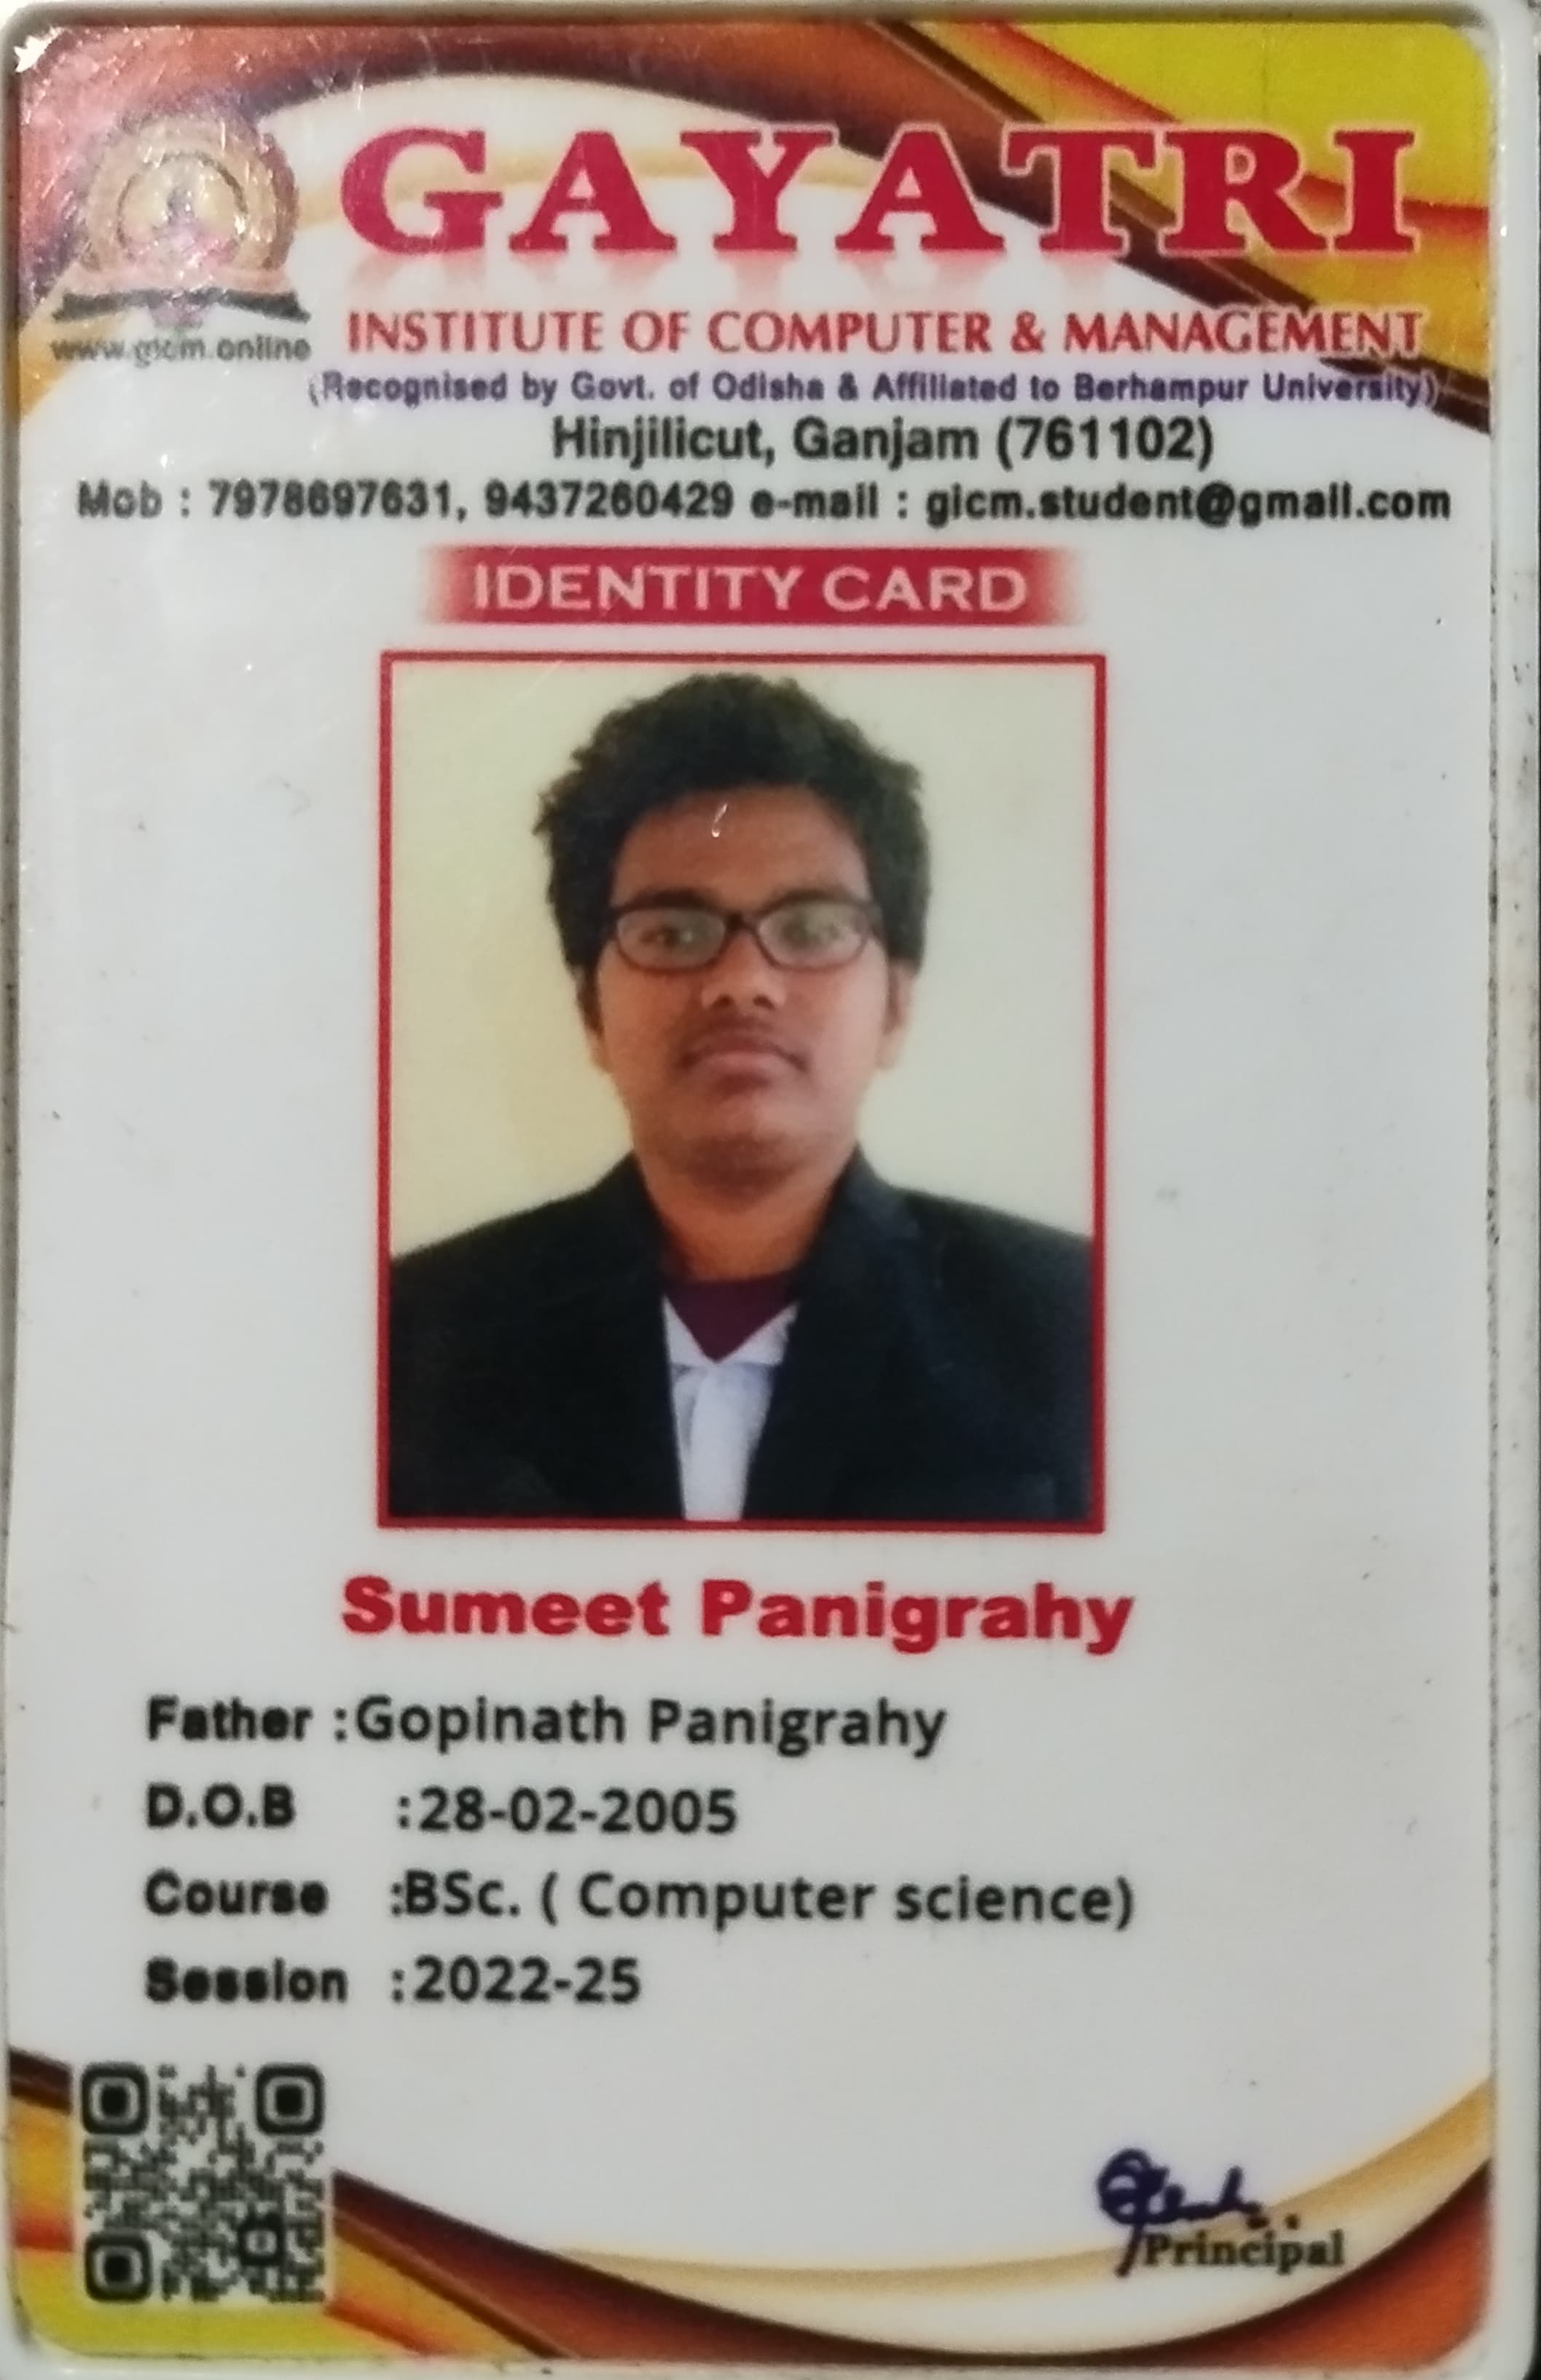 GAYATRI
INSTITUTE OF COMPUTER & MANAGEMENT
www.gicm.online
(Recognised by Govt. of Odisha & Affiliated to Berhampur University)
Hinjilicut, Ganjam (761102)
Mob : 7978697631, 9437260429 e-mail : gicm.student@gmail.com
IDENTITY CARD
Sumeet Panigrahy
Father :Gopinath Panigrahy
D.O.B :28-02-2005
Course :BSc. ( Computer science)
Session :2022-25
Principal